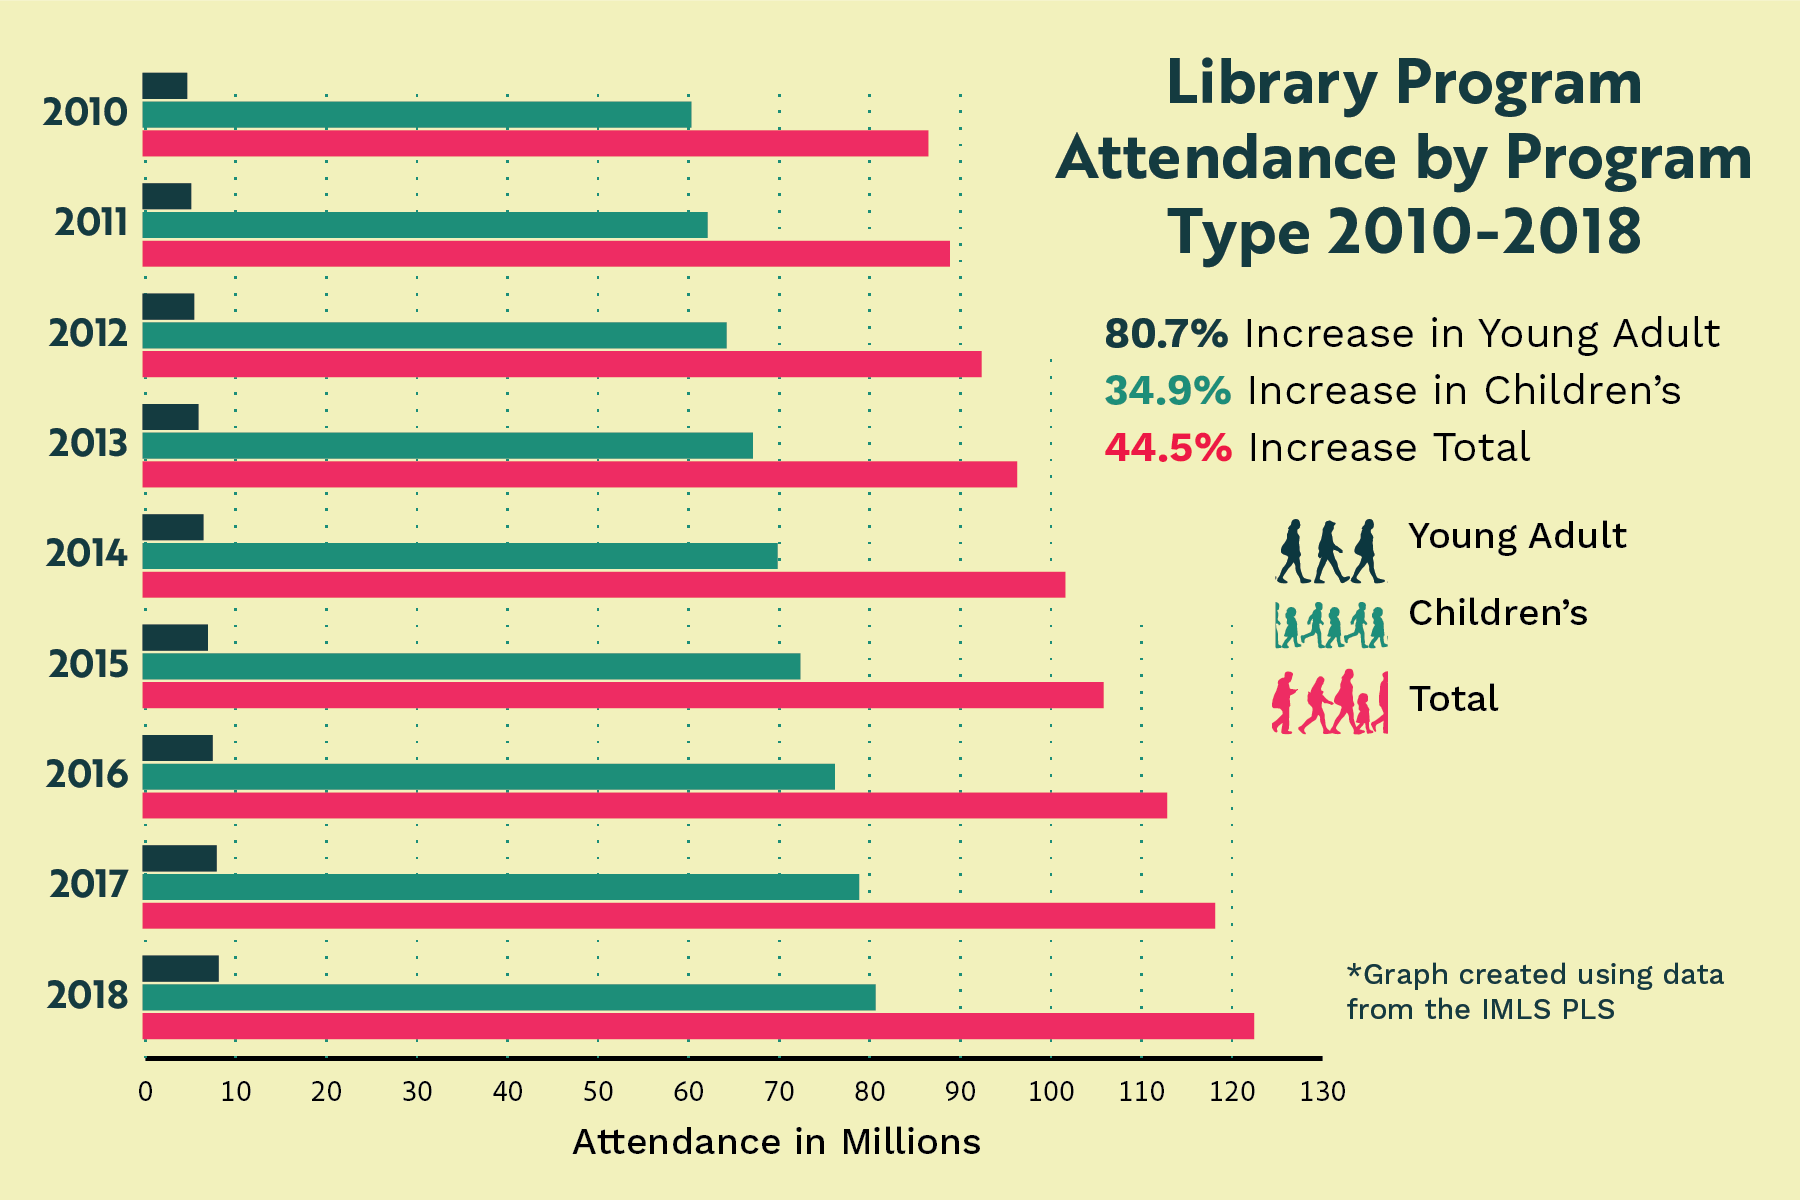 Library Program
Attendance by Program
Type 2010-2018
80.7% Increase in Young Adult
34.9% Increase in Children’s
44.5% Increase Total
Young Adult
Children’s
Total
2010
2011
2012
2013
2014
2015
2016
2017
2018
0 10 20 30 40 50 60 70 80 90 100 110 120 130
Attendance in Millions
*Graph created using data
from the IMLS PLS